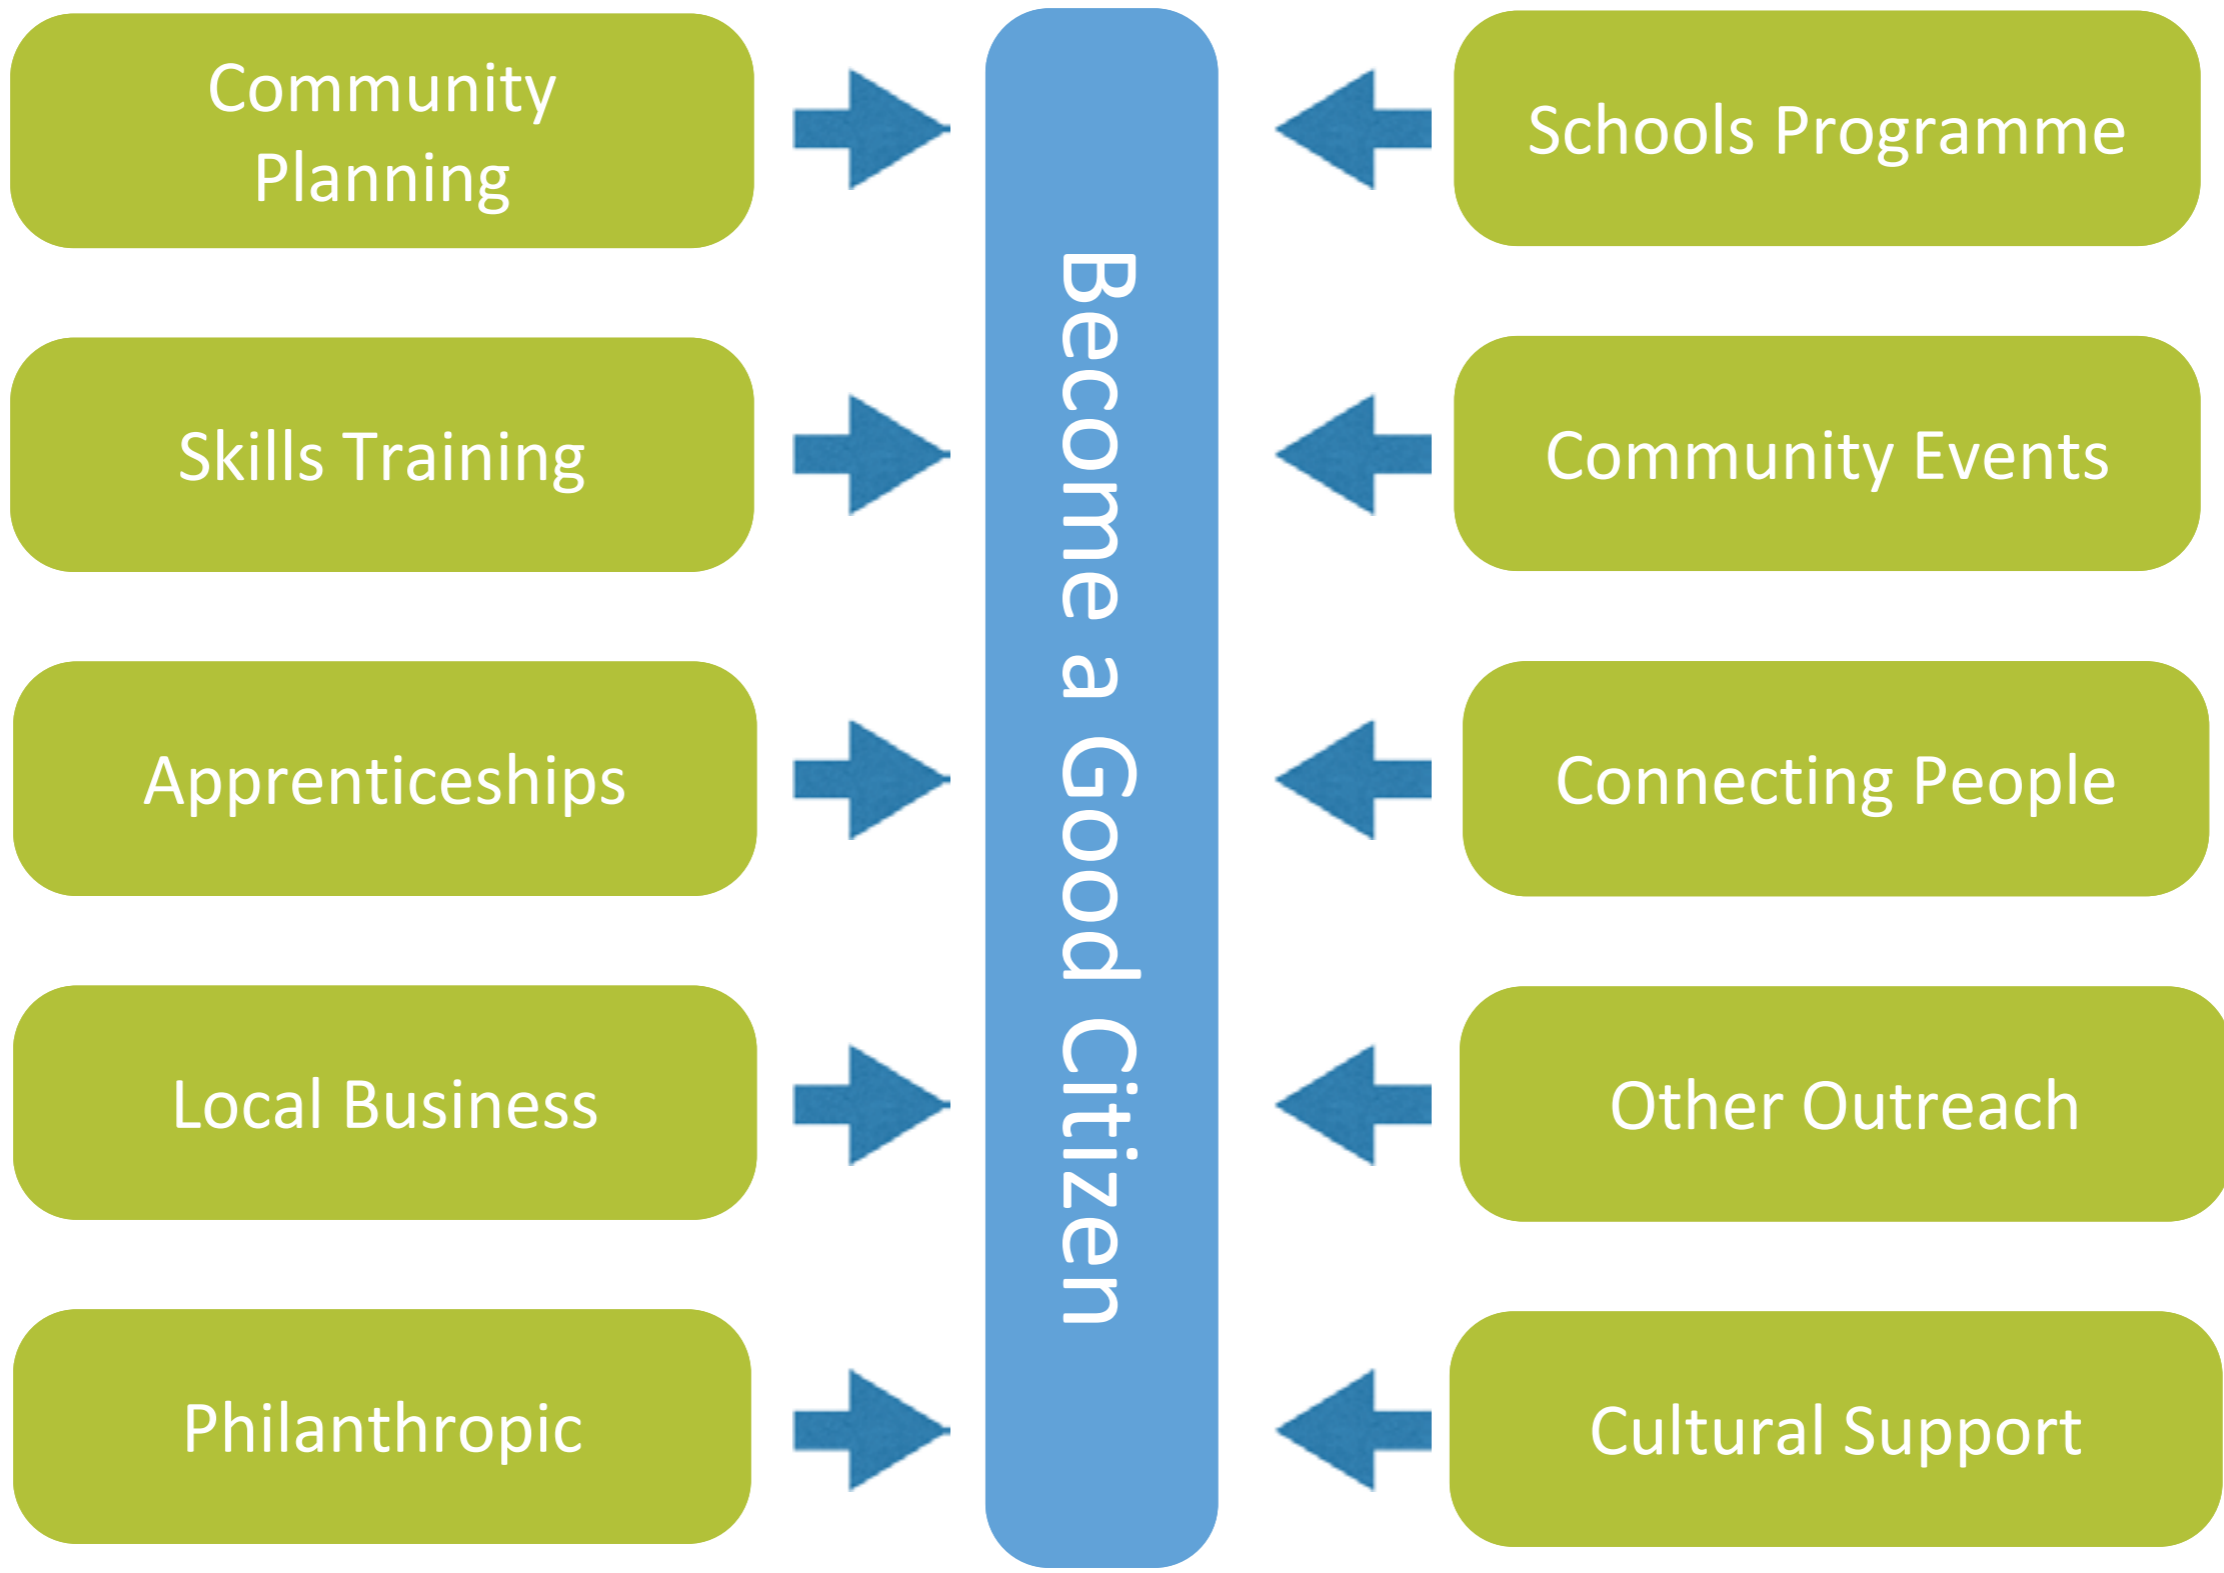 Community
Planning
Skills Training
Apprenticeships
Local Business
Philanthropic
Become a Good Citizen
Schools Programme
Community Events
Connecting People
Other Outreach
Cultural Support